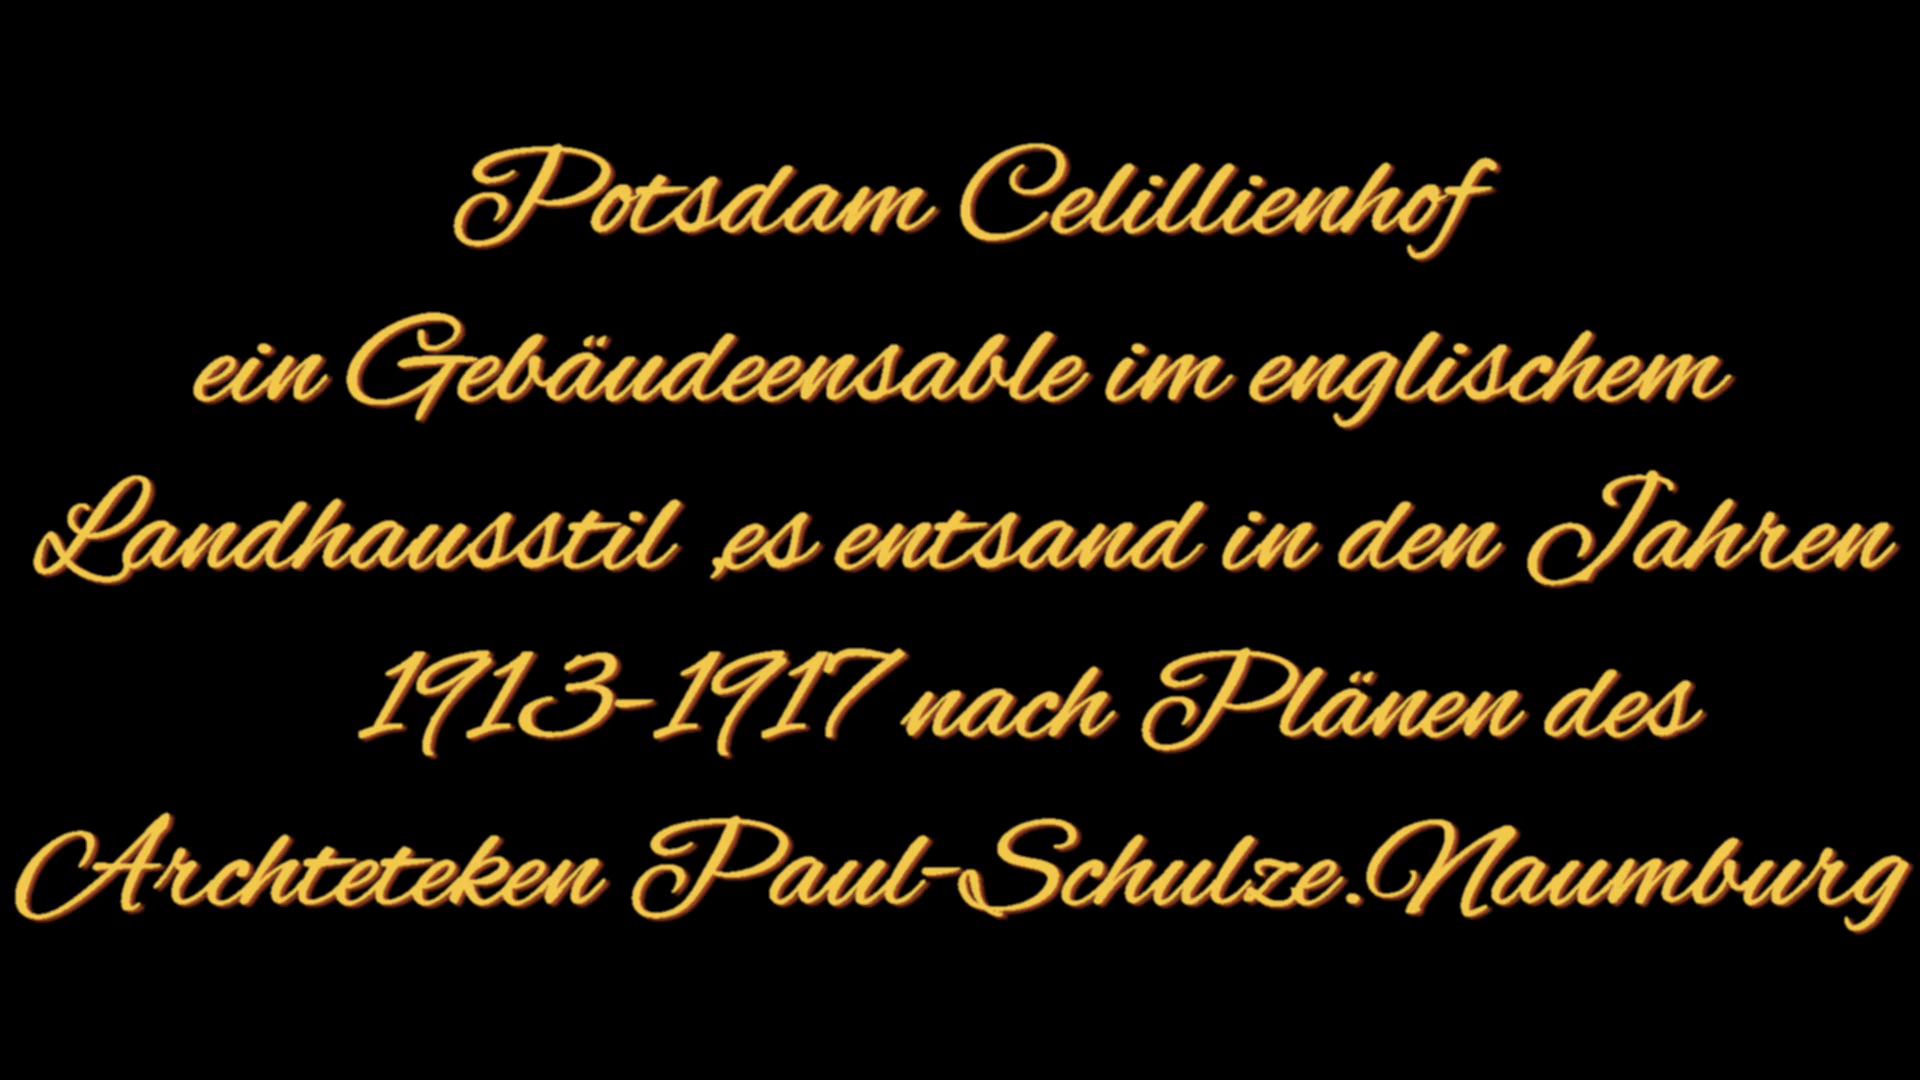 Potsdam Celillienhof
ein Gebäudeensable im englischem
Landhausstil ,es entsand in den Jahren
1913-1917 nach Plänen des
Archteteken Paul-Schulze.Naumburg